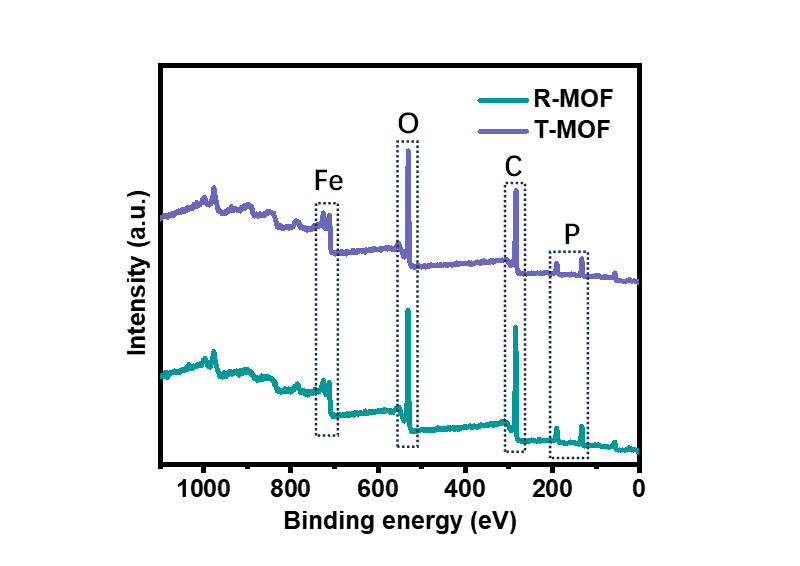 R-MOF
T-MOF
O
C
Fe
P
Intensity (a.u.)
1000 800 600 400 200 0
Binding energy (eV)